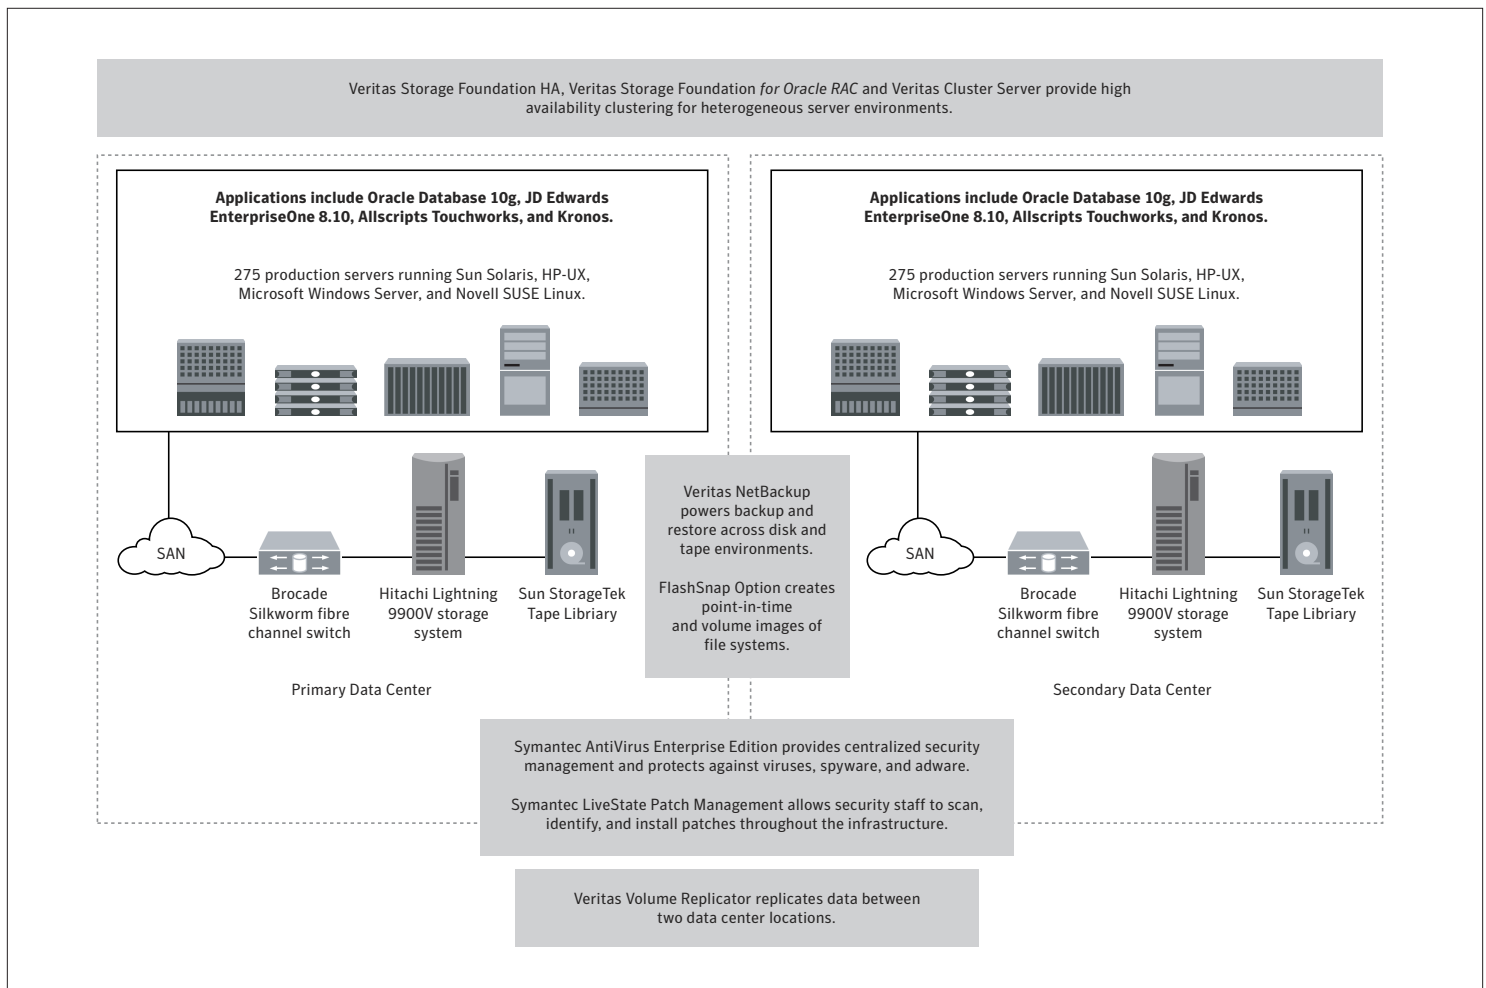 Veritas Storage Foundation HA, Veritas Storage Foundation for Oracle RAC and Veritas Cluster Server provide high
availability clustering for heterogeneous server environments.
Applications include Oracle Database 10g, JD Edwards
EnterpriseOne 8.10, Allscripts Touchworks, and Kronos.
275 production servers running Sun Solaris, HP-UX,
Microsoft Windows Server, and Novell SUSE Linux.
SAN
Brocade
Silkworm fibre
channel switch
Hitachi Lightning
9900V storage
system
Sun StorageTek
Tape Libriary
Primary Data Center
Applications include Oracle Database 10g, JD Edwards
EnterpriseOne 8.10, Allscripts Touchworks, and Kronos.
275 production servers running Sun Solaris, HP-UX,
Microsoft Windows Server, and Novell SUSE Linux.
SAN
Brocade
Silkworm fibre
channel switch
Hitachi Lightning
9900V storage
system
Sun StorageTek
Tape Libriary
Secondary Data Center
Veritas NetBackup
powers backup and
restore across disk and
tape environments.
FlashSnap Option creates
point-in-time
and volume images of
file systems.
Symantec AntiVirus Enterprise Edition provides centralized security
management and protects against viruses, spyware, and adware.
Symantec LiveState Patch Management allows security staff to scan,
identify, and install patches throughout the infrastructure.
Veritas Volume Replicator replicates data between
two data center locations.